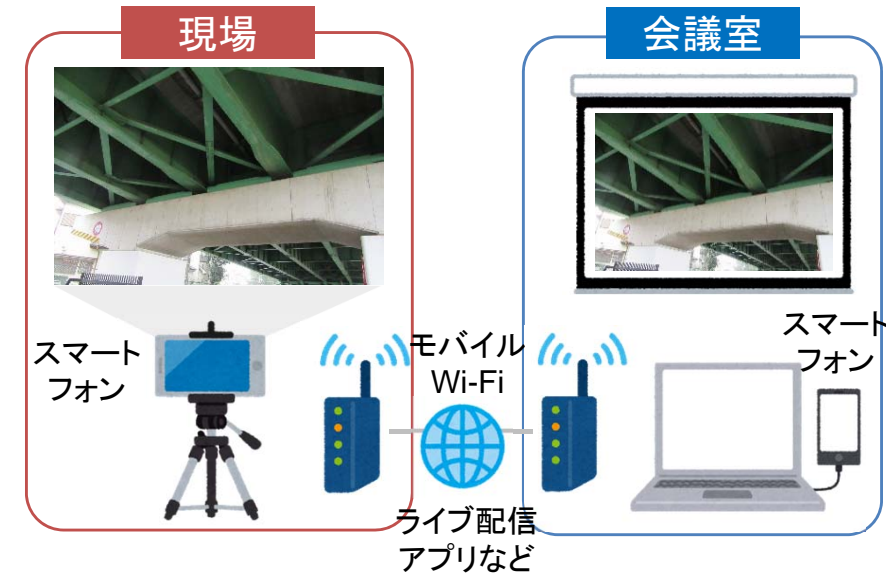 現場
会議室
スマート
フォン
モバイル
Wi-Fi
スマート
フォン
ライブ配信
アプリなど